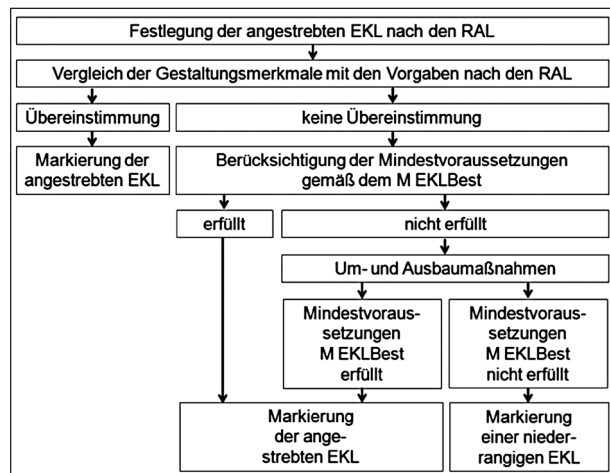 Festlegung der angestrebten EKL nach den RAL
Vergleich der Gestaltungsmerkmale mit den Vorgaben nach den RAL
Übereinstimmung
keine Übereinstimmung
Markierung der
angestrebten EKL
Berücksichtigung der Mindestvoraussetzungen
gemäß dem M EKLBest
erfüllt
nicht erfüllt
Um- und Ausbaumaßnahmen
Mindestvoraus-
setzungen
M EKLBest
erfüllt
Mindestvoraus-
setzungen
M EKLBest
nicht erfüllt
Markierung
der ange-
strebten EKL
Markierung
einer nieder-
rangigen EKL